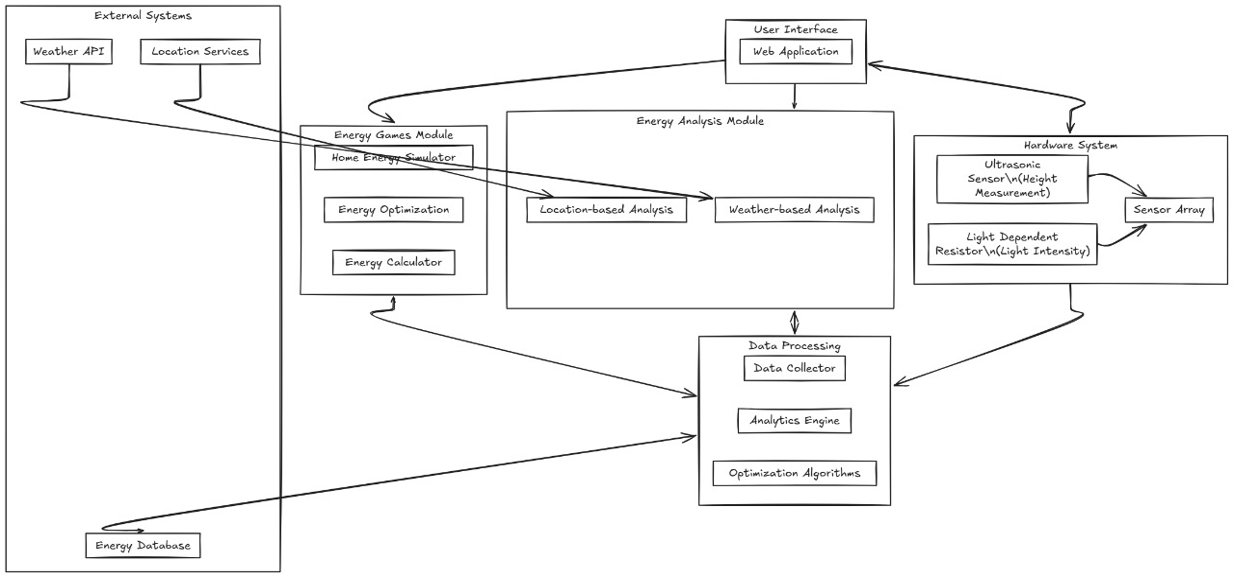 External Systems
Weather API
Location Services
Energy Database
User Interface
Web Application
Energy Games Module
Home Energy Simulator
Energy Optimization
Energy Calculator
Energy Analysis Module
Location-based Analysis
Weather-based Analysis
Hardware System
Ultrasonic
Sensor\n(Height
Measurement)
Sensor Array
Light Dependent
Resistor\n(Light Intensity)
Data Processing
Data Collector
Analytics Engine
Optimization Algorithms